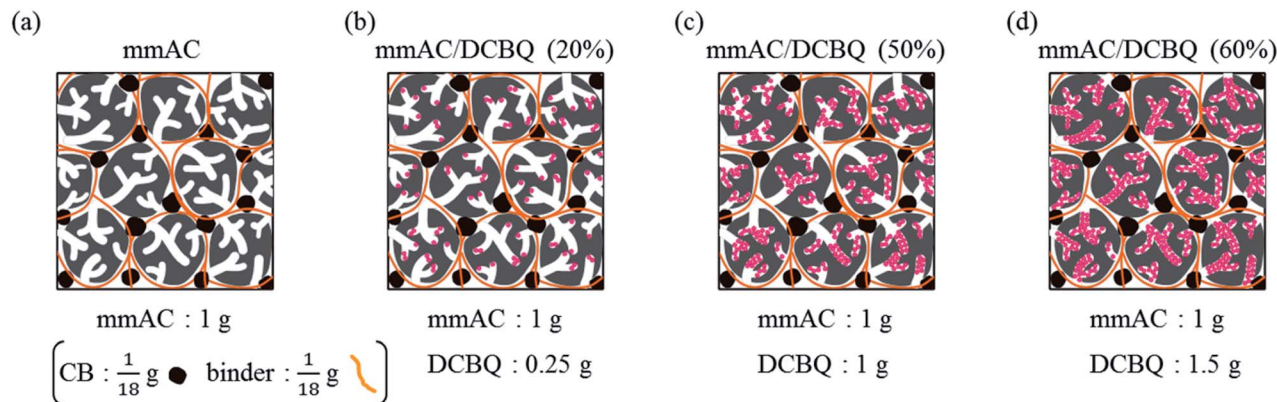 (a)
mmAC
(b)
mmAC/DCBQ (20%)
(c)
mmAC/DCBQ (50%)
(d)
mmAC/DCBQ (60%)
mmAC : 1 g
CB : 1/18 g binder : 1/18 g
mmAC : 1 g
DCBQ : 0.25 g
mmAC : 1 g
DCBQ : 1 g
mmAC : 1 g
DCBQ : 1.5 g